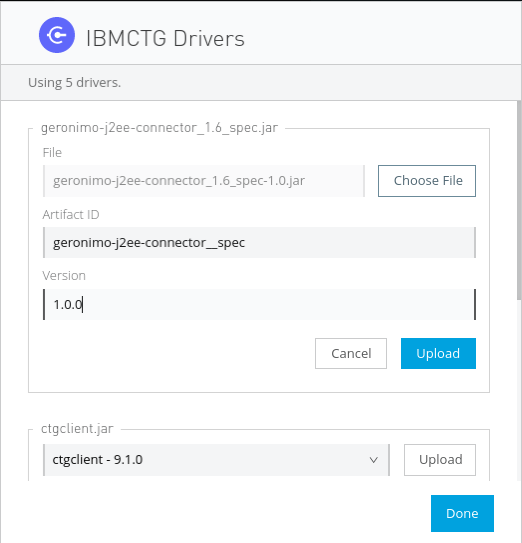 IBMCTG Drivers
Using 5 drivers.
geronimo-j2ee-connector_1.6_spec.jar
File
geronimo-j2ee-connector_1.6_spec-1.0.jar
Choose File
Artifact ID
geronimo-j2ee-connector__spec
Version
1.0.0
Cancel
Upload
ctgclient.jar
ctgclient - 9.1.0
Upload
Done